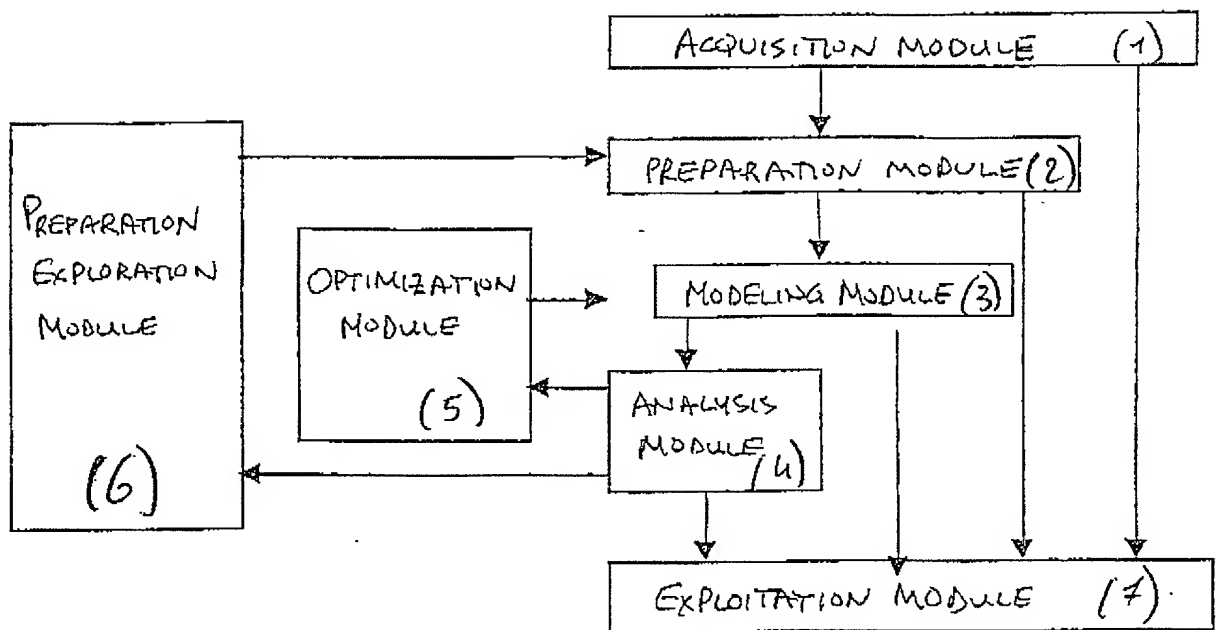 ACQUISITION MODULE (1)
PREPARATION MODULE (2)
PREPARATION
EXPLORATION
MODULE
(6)
OPTIMIZATION
MODULE
(5)
MODELING MODULE (3)
ANALYSIS
MODULE
(4)
EXPLOITATION MODULE (7)